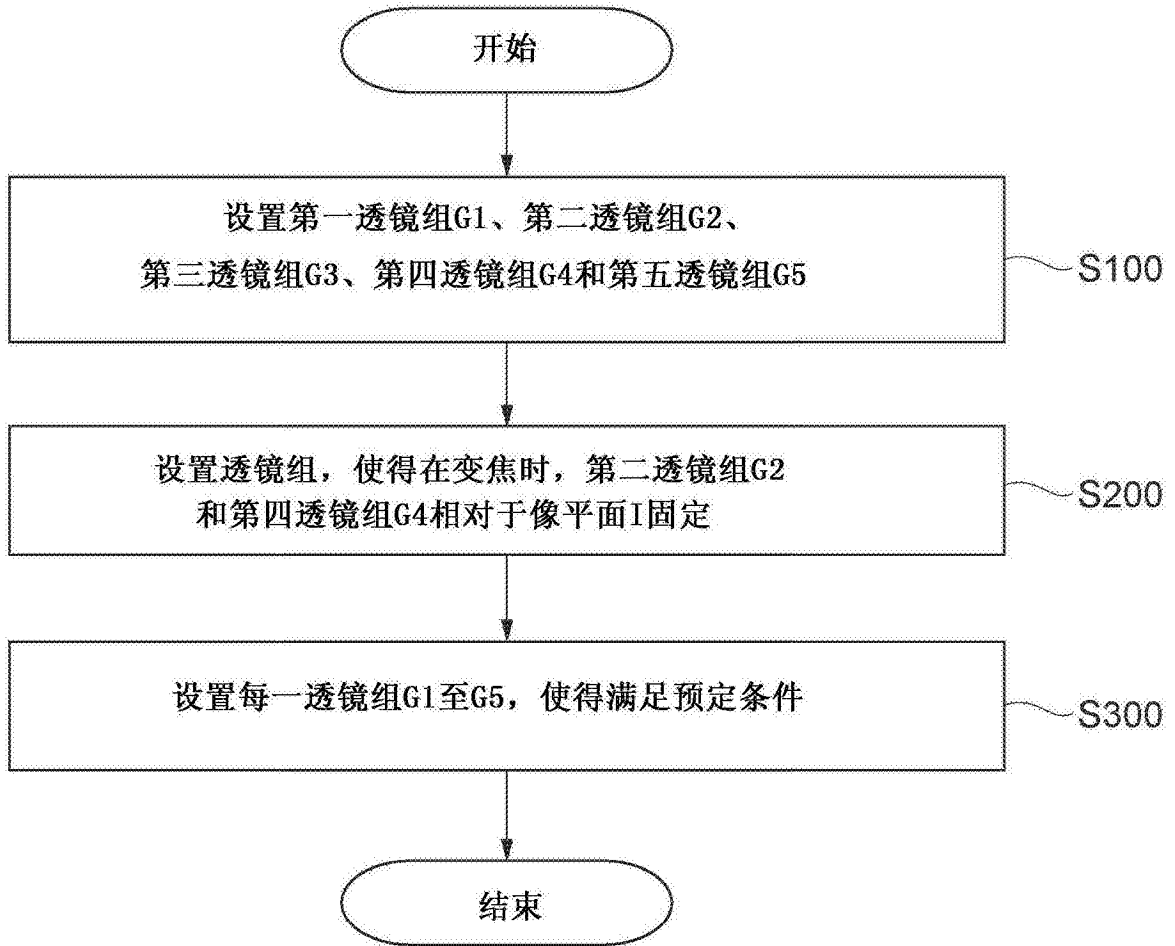 开始
设置第一透镜组G1、第二透镜组G2、
第三透镜组G3、第四透镜组G4和第五透镜组G5
S100
设置透镜组，使得在变焦时，第二透镜组G2
和第四透镜组G4相对于像平面I固定
S200
设置每一透镜组G1至G5，使得满足预定条件
S300
结束